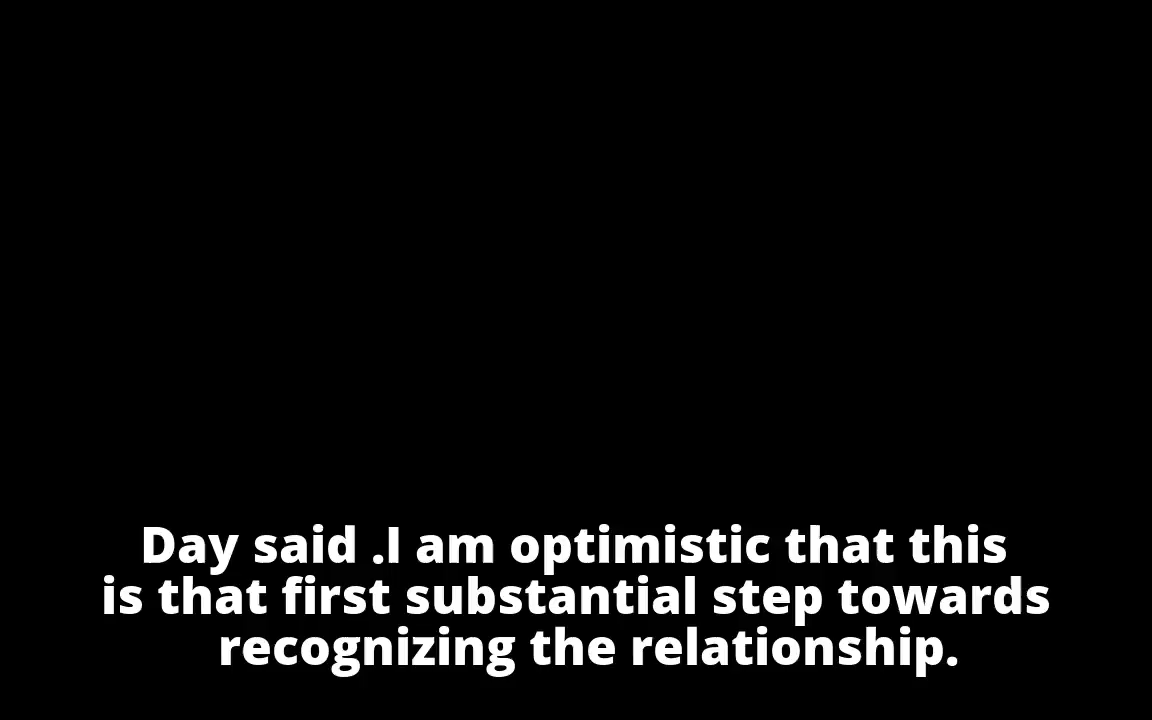 Day said .I am optimistic that this
is that first substantial step towards
recognizing the relationship.